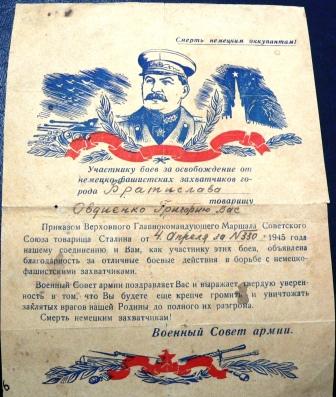 Смерть немецким оккупантам!
Участнику боев за освобождение от
немецко-фашистских захватчиков го-
рода Братислава
товарищу
Овдиенко Григорию Вас
Приказом Верховного Главнокомандующего Маршала Советского
Союза товарища Сталина от 4 Апреля за №330 1945 года
нашему соединению и Вам, как участнику этих боев, объявлена
благодарность за отличные боевые действия в борьбе с немецко-
фашистскими захватчиками.
Военный Совет армии поздравляет Вас и выражает твердую уверен-
ность в том, что Вы будете еще крепче громить и уничтожать
заклятых врагов нашей Родины до полного их разгрома.
Смерть немецким захватчикам!
Военный Совет армии.
6